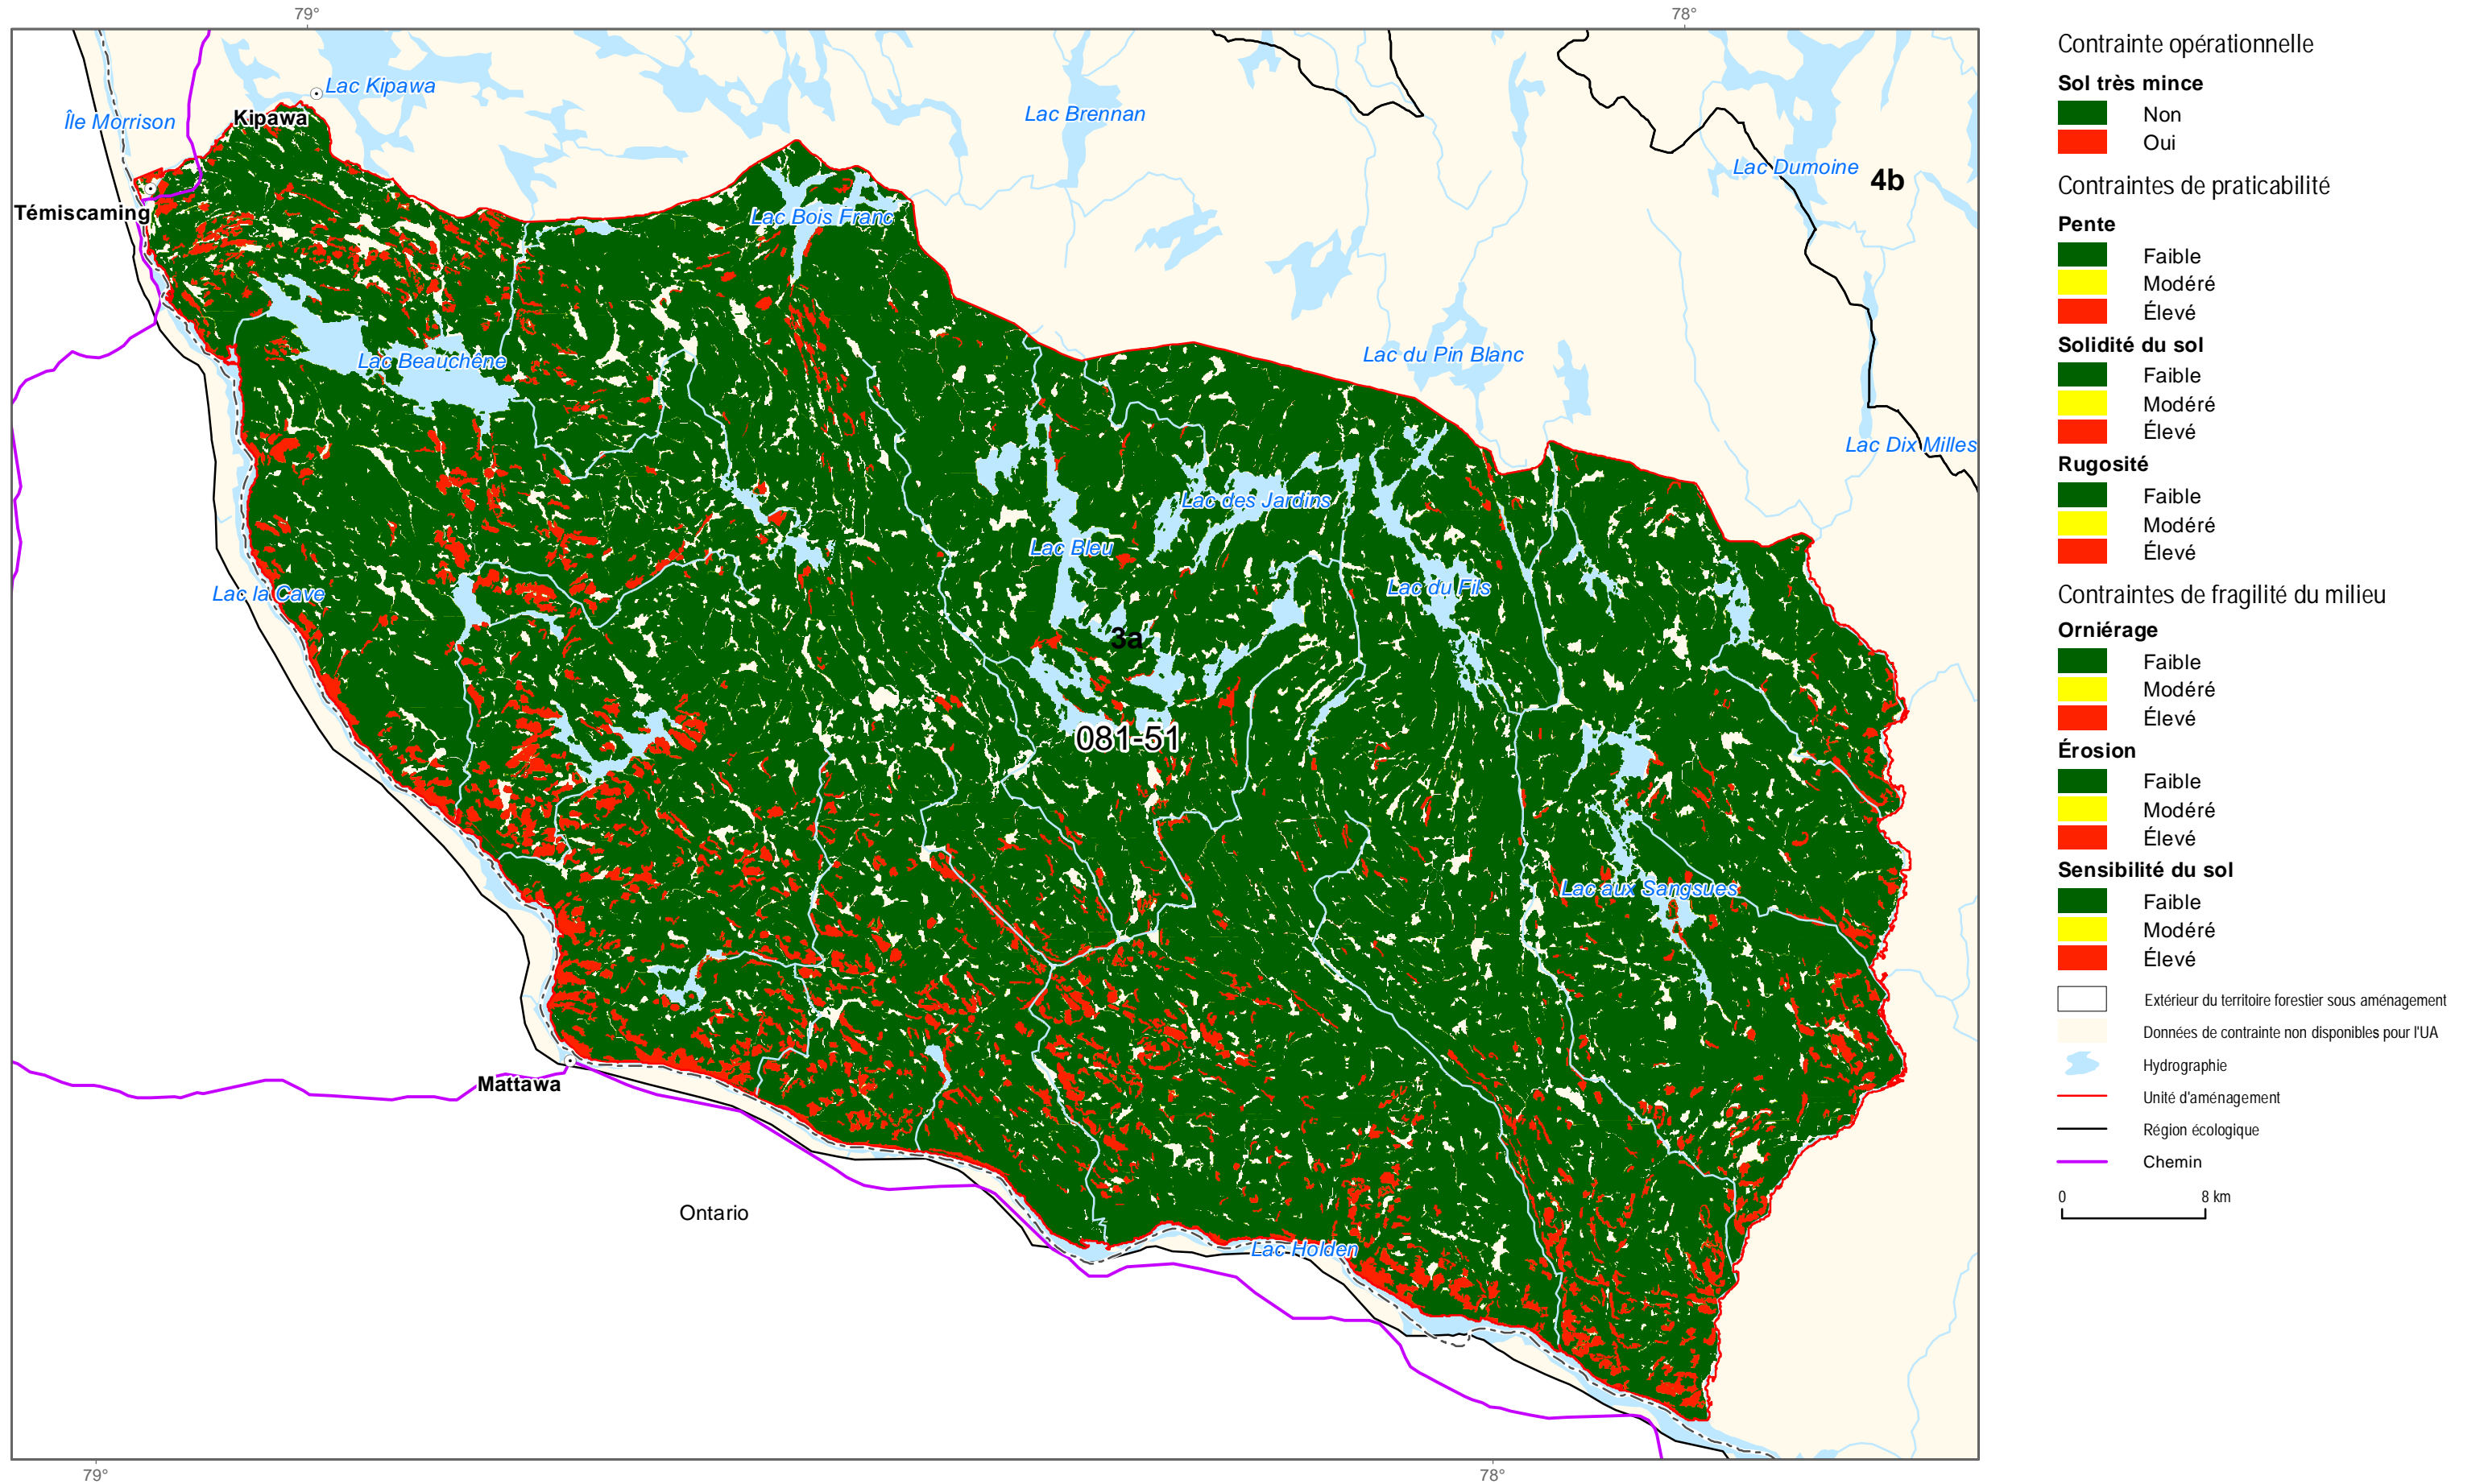 79°
78°
Lac Kipawa
Île Morrison
Kipawa
Lac Brennan
Lac Dumoine
4b
Témiscaming
Lac Bois Franc
Lac Beauchêne
Lac du Pin Blanc
Lac Dix Milles
Lac des Jardins
Lac Bleu
Lac du Fils
Lac la Cave
3a
081-51
Lac aux Sangsues
Mattawa
Ontario
Lac Holden
79°
78°
Contrainte opérationnelle
Sol très mince
Non
Oui
Contraintes de praticabilité
Pente
Faible
Modéré
Élevé
Solidité du sol
Faible
Modéré
Élevé
Rugosité
Faible
Modéré
Élevé
Contraintes de fragilité du milieu
Orniérage
Faible
Modéré
Élevé
Érosion
Faible
Modéré
Élevé
Sensibilité du sol
Faible
Modéré
Élevé
Extérieur du territoire forestier sous aménagement
Données de contrainte non disponibles pour l'UA
Hydrographie
Unité d'aménagement
Région écologique
Chemin
0 8 km